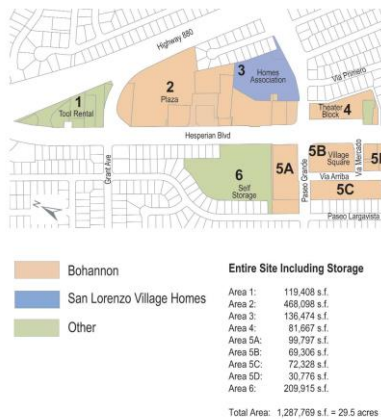 Highway 880
3
Homes
Association
2
Plaza
1
Tool Rental
Via Primero
Theater
Block
4
Hesperian Blvd
Grant Ave
6
Self
Storage
5A
Paseo Grande
5B
Village
Square
Via Mercado
Via Arriba
5C
Paseo Largavista
Bohannon
San Lorenzo Village Homes
Other
Entire Site Including Storage
Area 1: 119,408 s.f.
Area 2: 468,098 s.f.
Area 3: 136,474 s.f.
Area 4: 81,667 s.f.
Area 5A: 99,797 s.f.
Area 5B: 69,306 s.f.
Area 5C: 72,328 s.f.
Area 5D: 30,776 s.f.
Area 6: 209,915 s.f.
Total Area: 1,287,769 s.f. = 29.5 acres